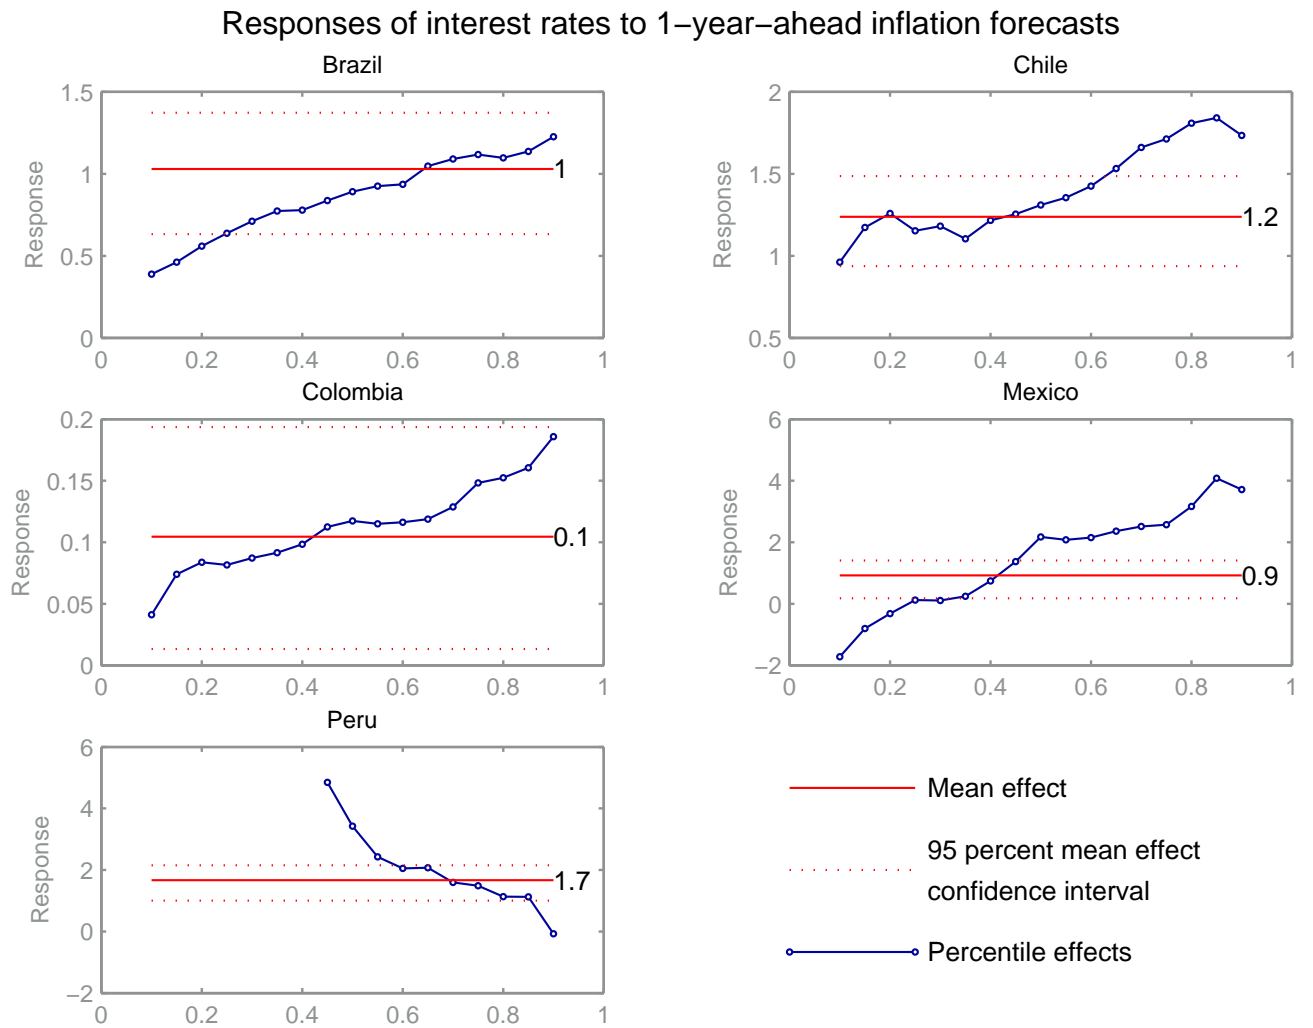 Responses of interest rates to 1−year−ahead inflation forecasts
Brazil
Response
1.5
1
0.5
0
0 0.2 0.4 0.6 0.8 1
1
Chile
Response
2
1.5
1
0.5
0 0.2 0.4 0.6 0.8 1
1.2
Colombia
Response
0.2
0.15
0.1
0.05
0
0 0.2 0.4 0.6 0.8 1
0.1
Mexico
Response
6
4
2
0
−2
0 0.2 0.4 0.6 0.8 1
0.9
Peru
Response
6
4
2
0
−2
0 0.2 0.4 0.6 0.8 1
1.7
Mean effect
95 percent mean effect
confidence interval
Percentile effects